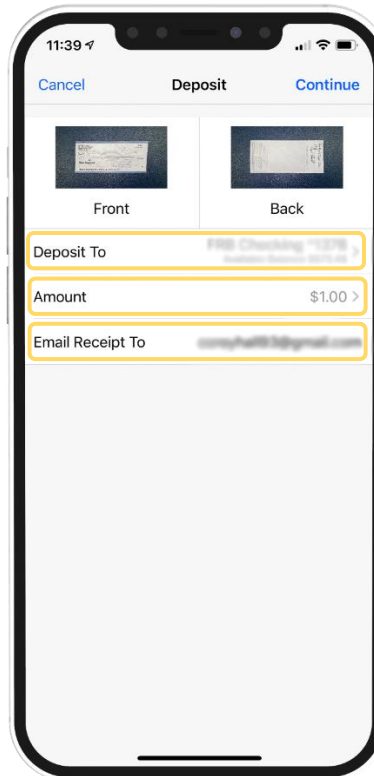 11:39
Cancel Deposit Continue
Front Back
Deposit To
Amount $1.00
Email Receipt To